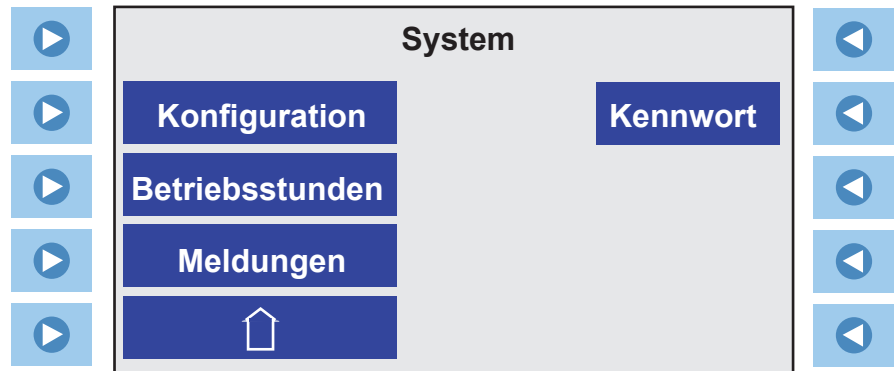 System
Konfiguration
Kennwort
Betriebsstunden
Meldungen